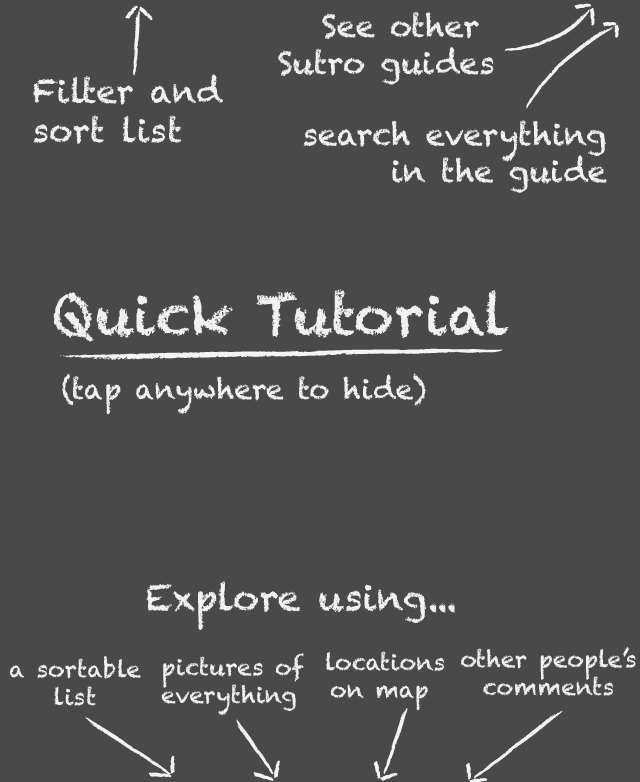 See other
Sutro guides
Filter and
sort list
search everything
in the guide
Quick Tutorial
(tap anywhere to hide)
Explore using...
a sortable
list
pictures of
everything
locations
on map
other people's
comments